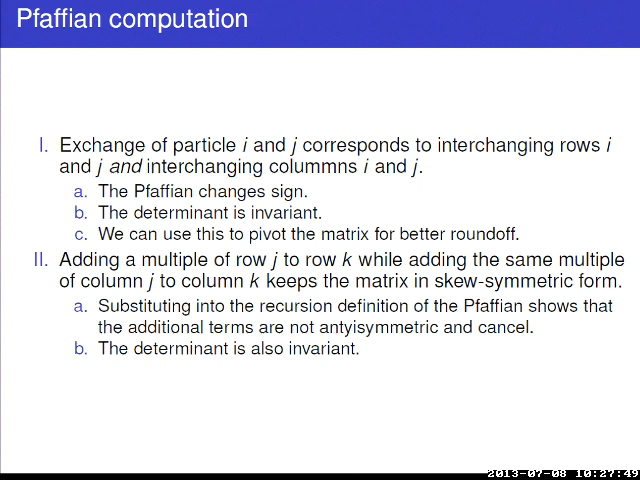 Pfaffian computation
I. Exchange of particle i and j corresponds to interchanging rows i
and j and interchanging colummns i and j.
a. The Pfaffian changes sign.
b. The determinant is invariant.
c. We can use this to pivot the matrix for better roundoff.
II. Adding a multiple of row j to row k while adding the same multiple
of column j to column k keeps the matrix in skew-symmetric form.
a. Substituting into the recursion definition of the Pfaffian shows that
the additional terms are not antyisymmetric and cancel.
b. The determinant is also invariant.
2013-07-08 10:27:49